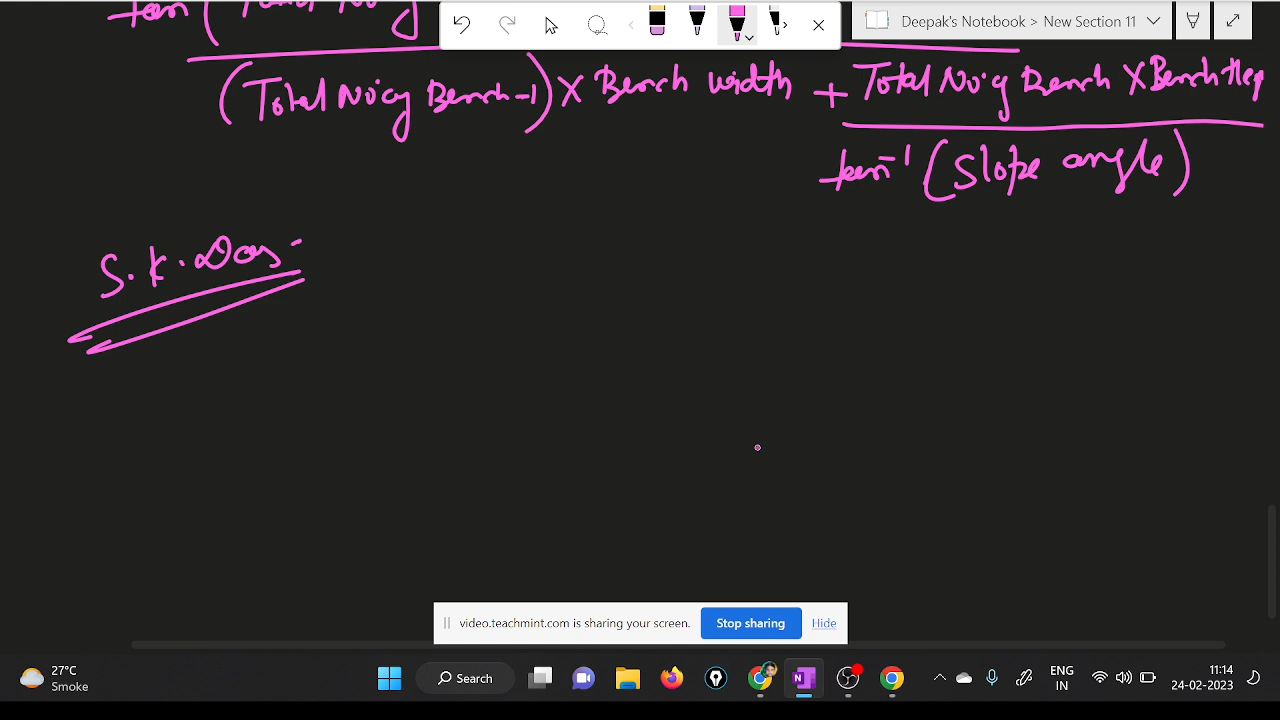 Deepak's Notebook > New Section 11
(Total No. of Bench-1) X Bench width + Total No. of Bench X Bench
tan⁻¹ (Slope angle)
S.K. Das
video.teachmint.com is sharing your screen.
Stop sharing
Hide
27°C
Smoke
Search
ENG
IN
11:14
24-02-2023